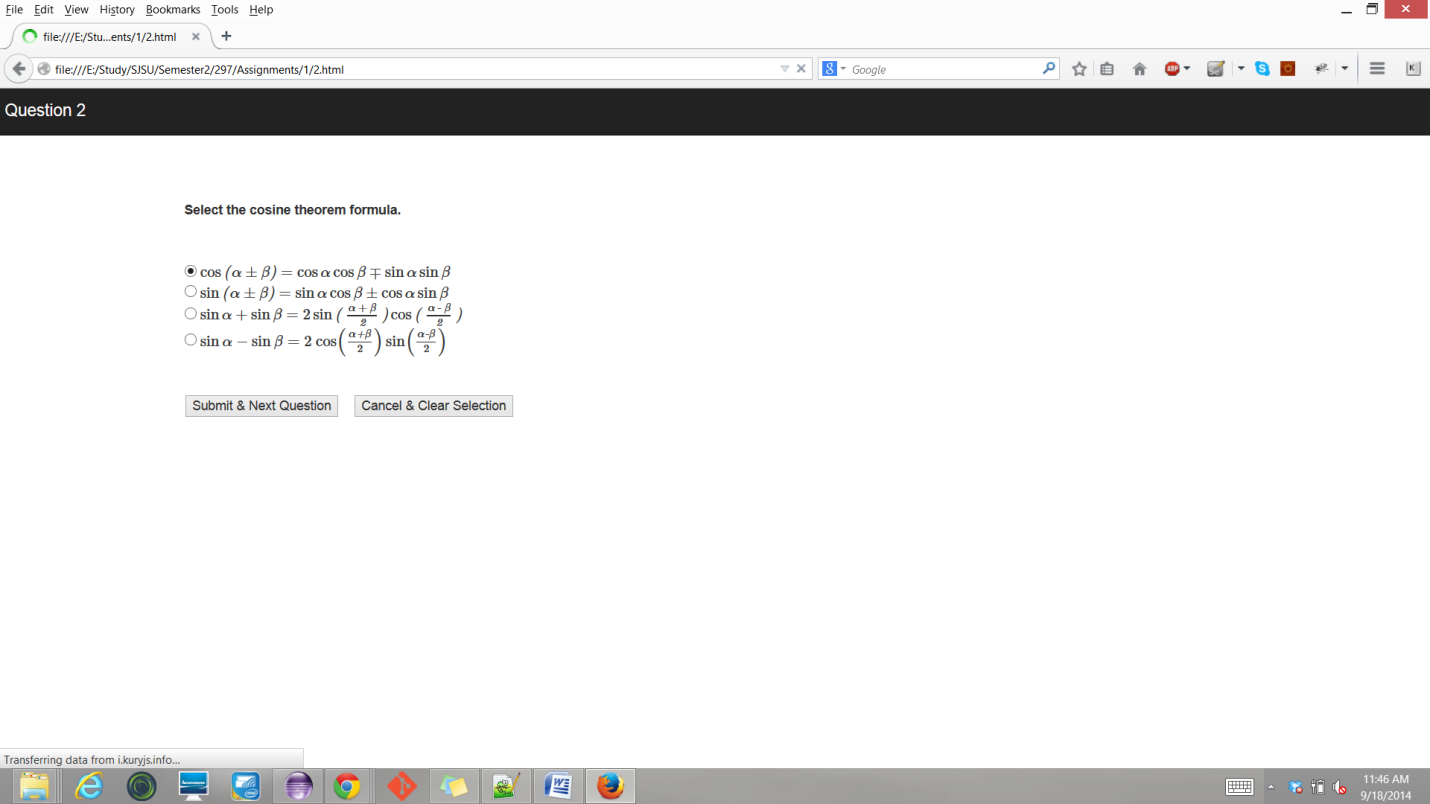 File Edit View History Bookmarks Tools Help
file:///E:/Stu...ents/1/2.html
file:///E:/Study/SJSU/Semester2/297/Assignments/1/2.html
Google
ABP
Question 2
Select the cosine theorem formula.
cos (α ± β) = cos α cos β ∓ sin α sin β
sin (α ± β) = sin α cos β ± cos α sin β
sin α + sin β = 2 sin ( α + β / 2 ) cos ( α - β / 2 )
sin α − sin β = 2 cos( α+β / 2 ) sin( α-β / 2 )
Submit & Next Question Cancel & Clear Selection
Transferring data from i.kuryjs.info...
11:46 AM
9/18/2014